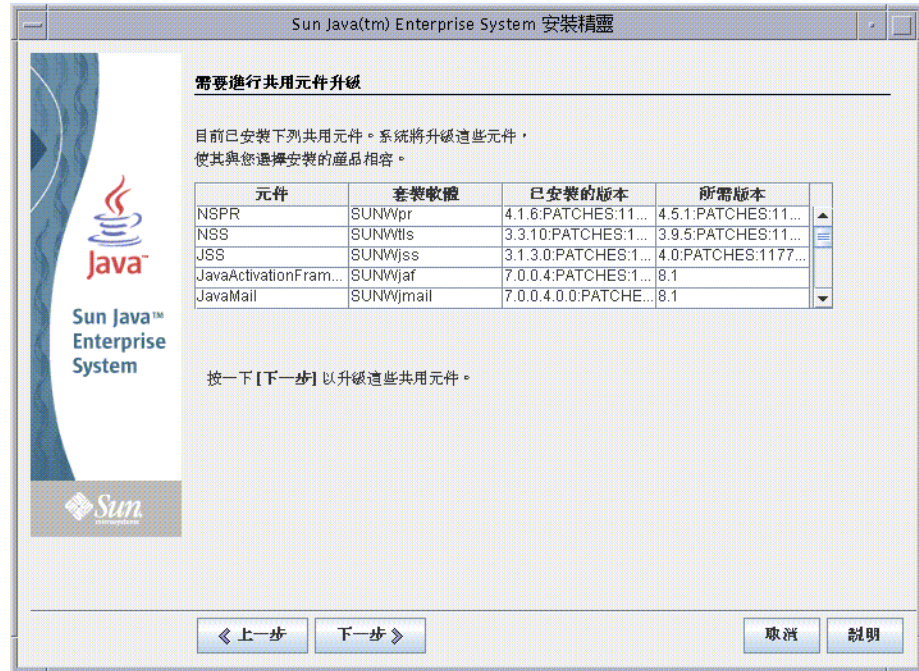 Sun Java(tm) Enterprise System 安裝精靈
需要進行共用元件升級
目前已安裝下列共用元件。系統將升級這些元件，
使其與您選擇安裝的產品相容。
元件 套裝軟體 已安裝的版本 所需版本
NSPR SUNWpr 4.1.6:PATCHES:11... 4.5.1:PATCHES:11...
NSS SUNWtls 3.3.10:PATCHES:1... 3.9.5:PATCHES:11...
JSS SUNWjss 3.1.3.0:PATCHES:1... 4.0:PATCHES:1177...
JavaActivationFram... SUNWjaf 7.0.0.4:PATCHES:1... 8.1
JavaMail SUNWjmail 7.0.0.4.0.0:PATCHE... 8.1
按一下 [下一步] 以升級這些共用元件。
Java™
Sun Java™
Enterprise
System
Sun
microsystems
上一步
下一步
取消
說明